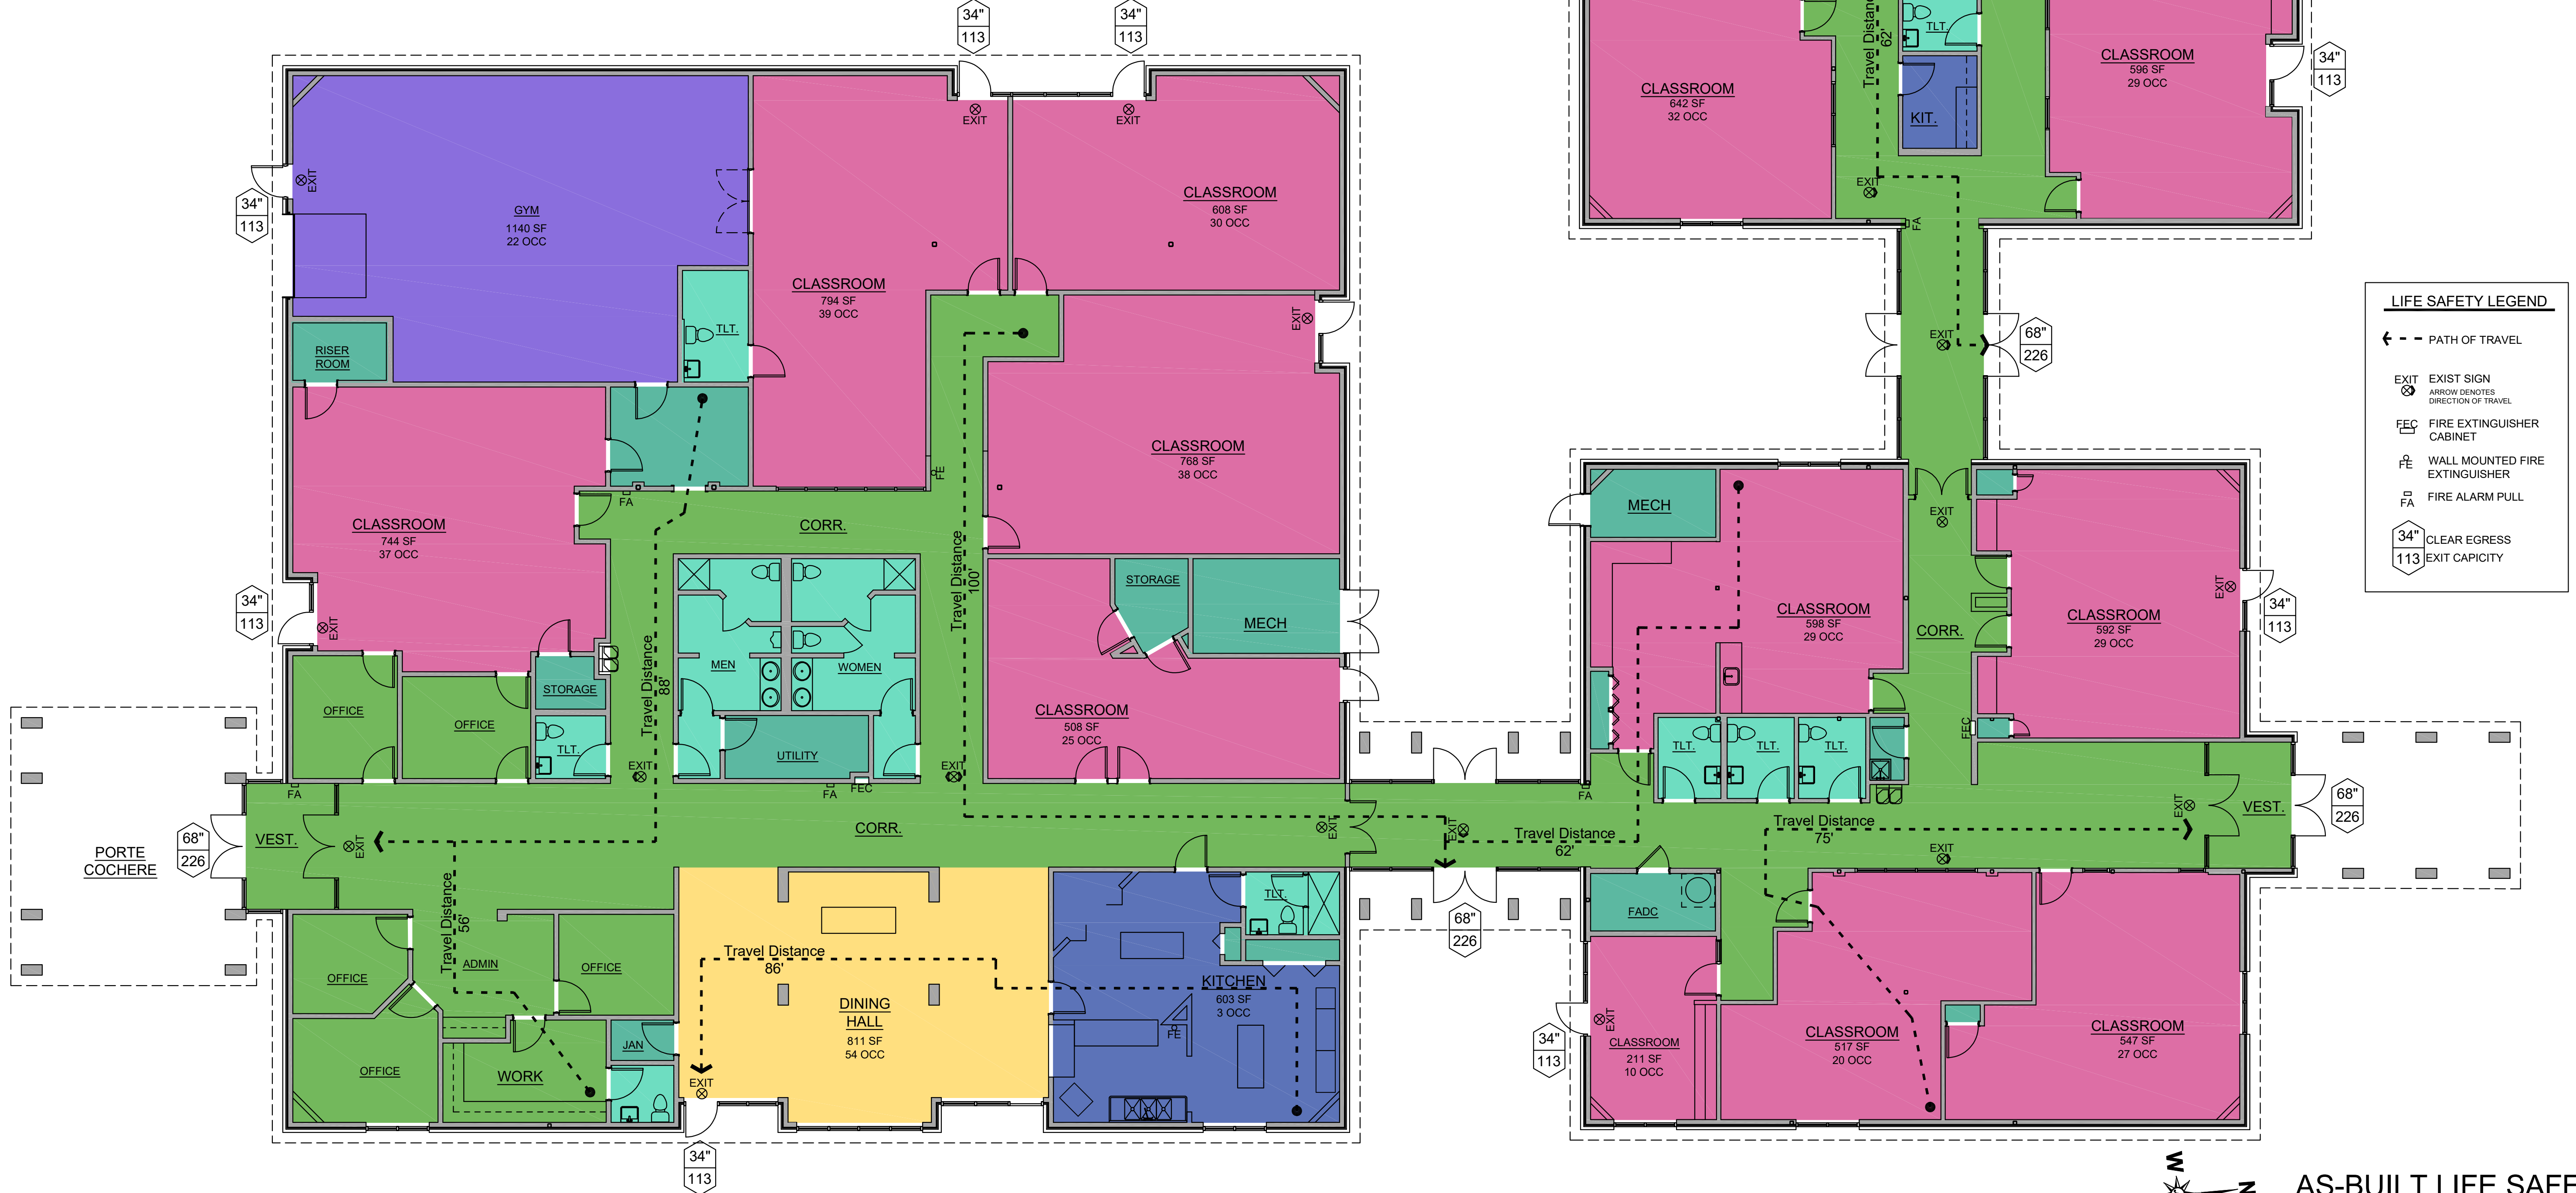 34"
113
34"
113
Travel Distance
62'
TLT.
CLASSROOM
596 SF
29 OCC
34"
113
CLASSROOM
642 SF
32 OCC
KIT.
EXIT
EXIT
EXIT
34"
113
GYM
1140 SF
22 OCC
CLASSROOM
608 SF
30 OCC
EXIT
FA
CLASSROOM
794 SF
39 OCC
TLT.
EXIT
EXIT
68"
226
RISER
ROOM
LIFE SAFETY LEGEND
PATH OF TRAVEL
EXIT
EXIST SIGN
ARROW DENOTES
DIRECTION OF TRAVEL
FEC
FIRE EXTINGUISHER
CABINET
FE
WALL MOUNTED FIRE
EXTINGUISHER
FA
FIRE ALARM PULL
34"
CLEAR EGRESS
113
EXIT CAPICITY
CLASSROOM
768 SF
38 OCC
FE
FA
CORR.
CLASSROOM
744 SF
37 OCC
MECH
EXIT
Travel Distance
100'
STORAGE
MECH
34"
113
EXIT
CLASSROOM
598 SF
29 OCC
CORR.
CLASSROOM
592 SF
29 OCC
EXIT
34"
113
Travel Distance
88'
MEN
WOMEN
STORAGE
OFFICE
OFFICE
TLT.
UTILITY
CLASSROOM
508 SF
25 OCC
TLT.
TLT.
TLT.
FEC
EXIT
EXIT
FA
FA
FEC
FA
PORTE
COCHERE
68"
226
VEST.
EXIT
CORR.
EXIT
EXIT
Travel Distance
62'
Travel Distance
75'
EXIT
EXIT
VEST.
68"
226
Travel Distance
56'
OFFICE
ADMIN
OFFICE
OFFICE
WORK
JAN
Travel Distance
86'
DINING
HALL
811 SF
54 OCC
EXIT
34"
113
TLT.
KITCHEN
603 SF
3 OCC
FE
68"
226
FADC
EXIT
34"
113
CLASSROOM
211 SF
10 OCC
CLASSROOM
517 SF
20 OCC
CLASSROOM
547 SF
27 OCC
W
N
AS-BUILT LIFE SAFE